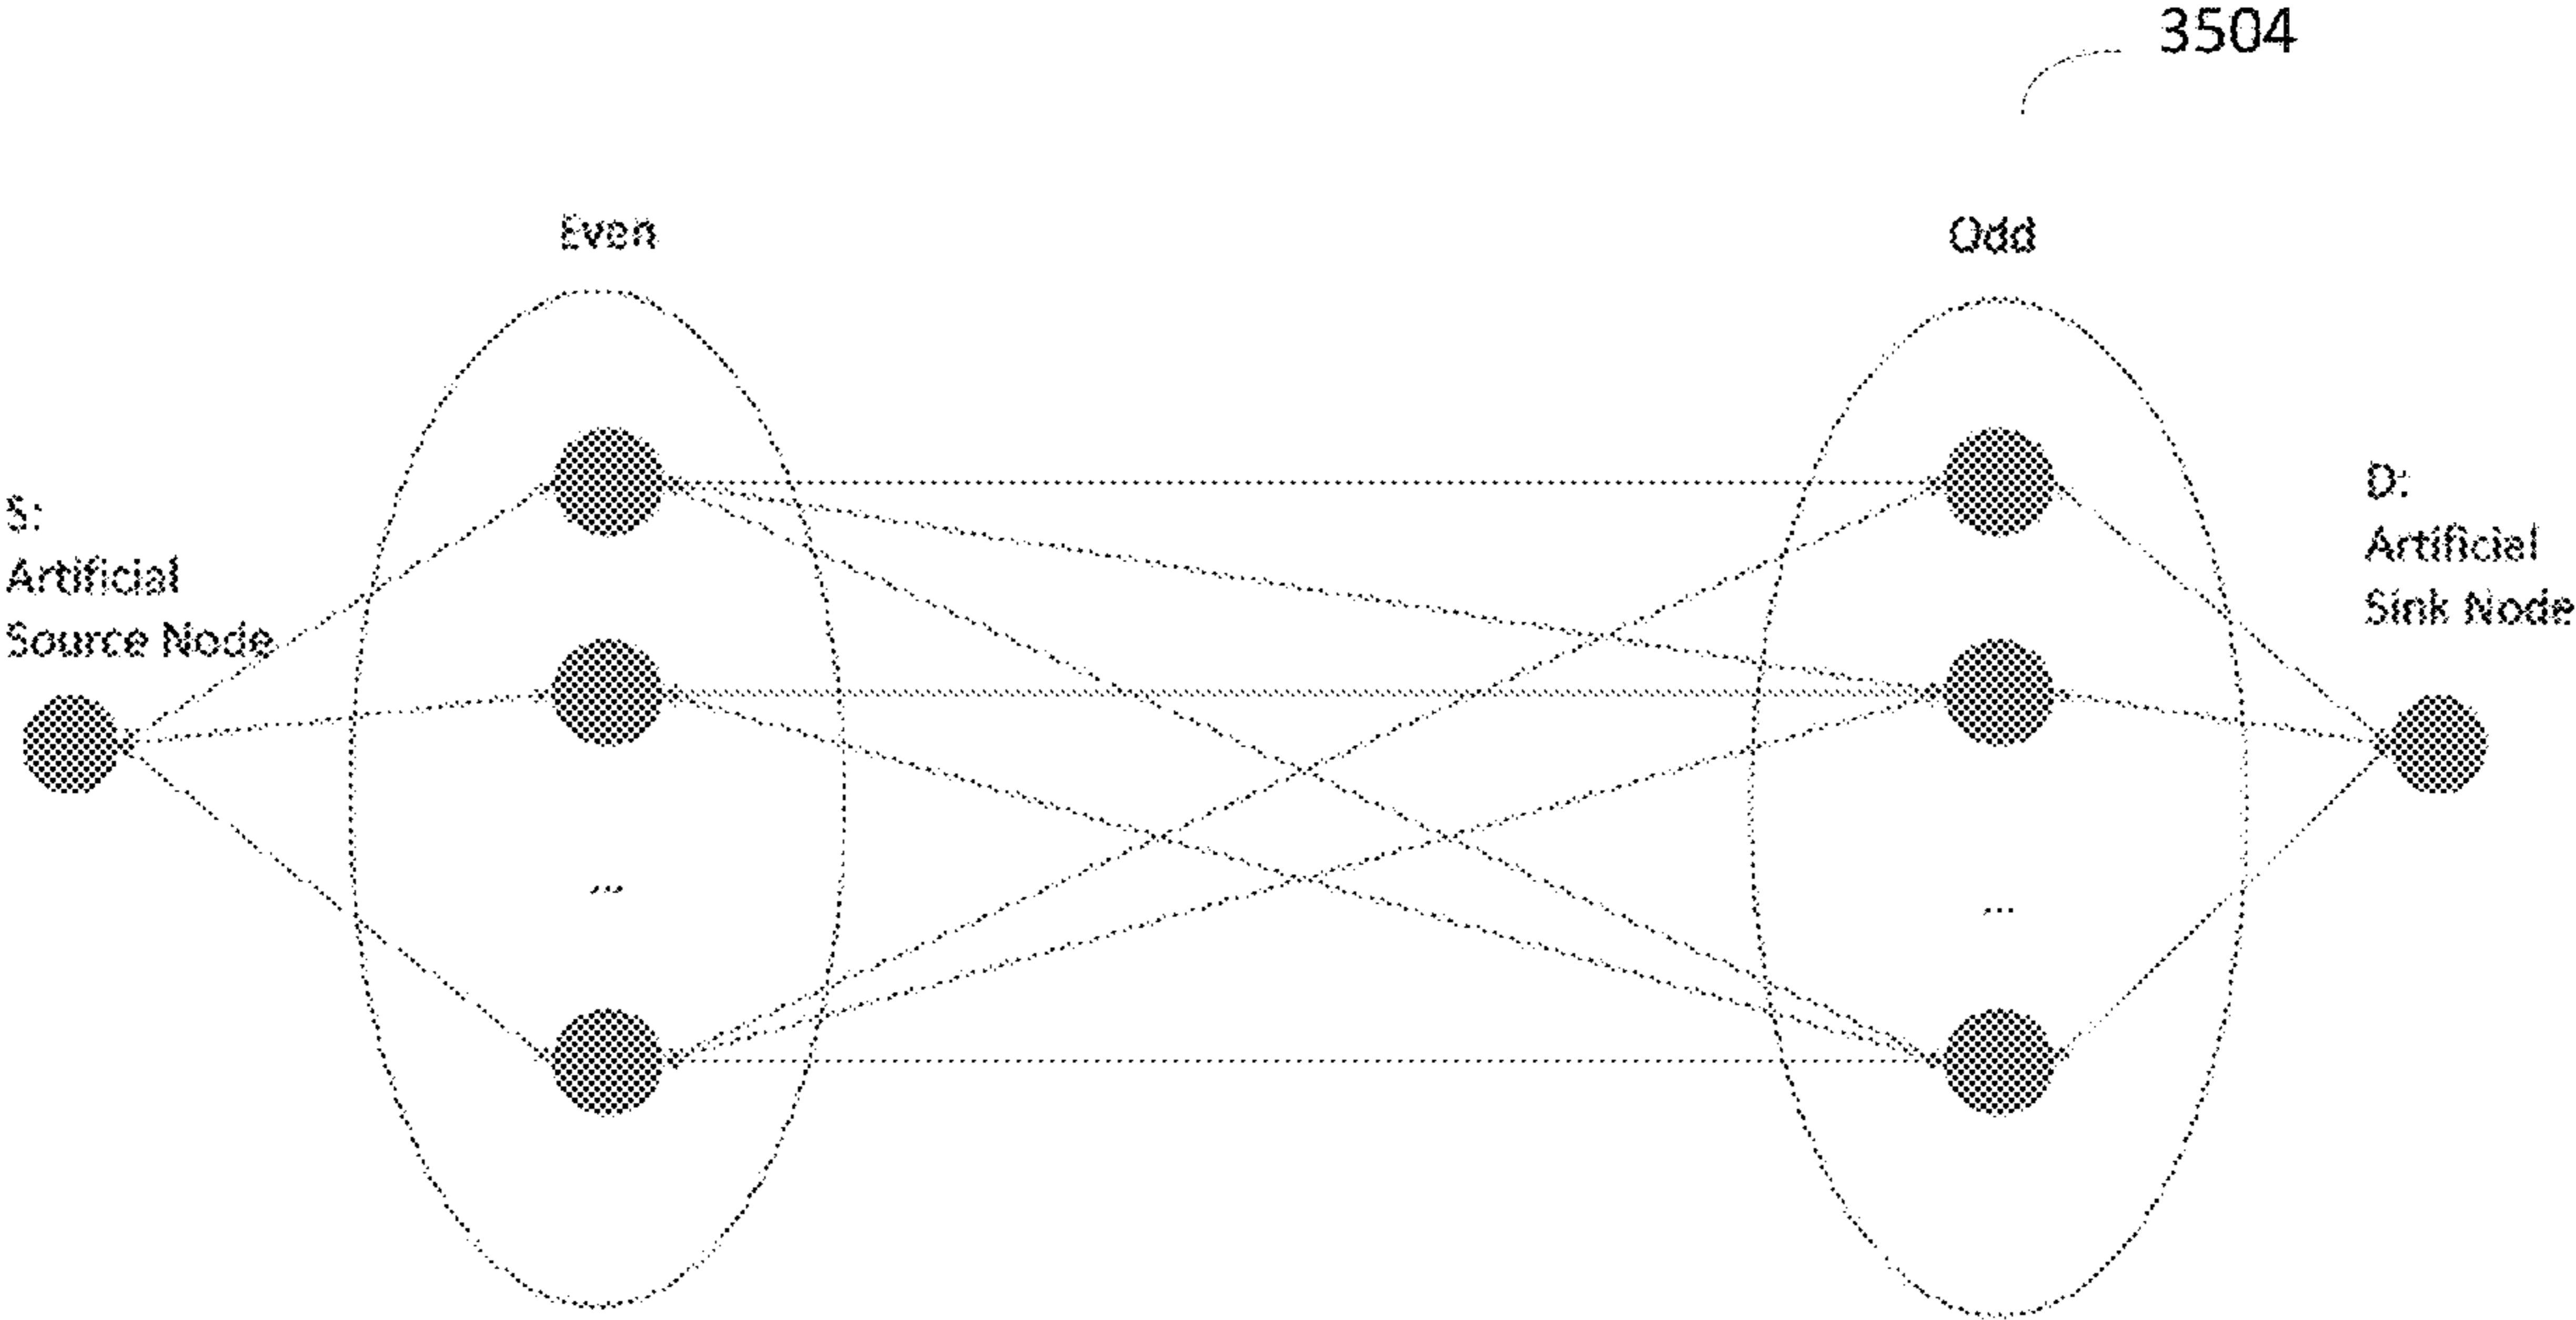 3504
Even
Odd
S:
Artificial
Source Node
D:
Artificial
Sink Node
...
...